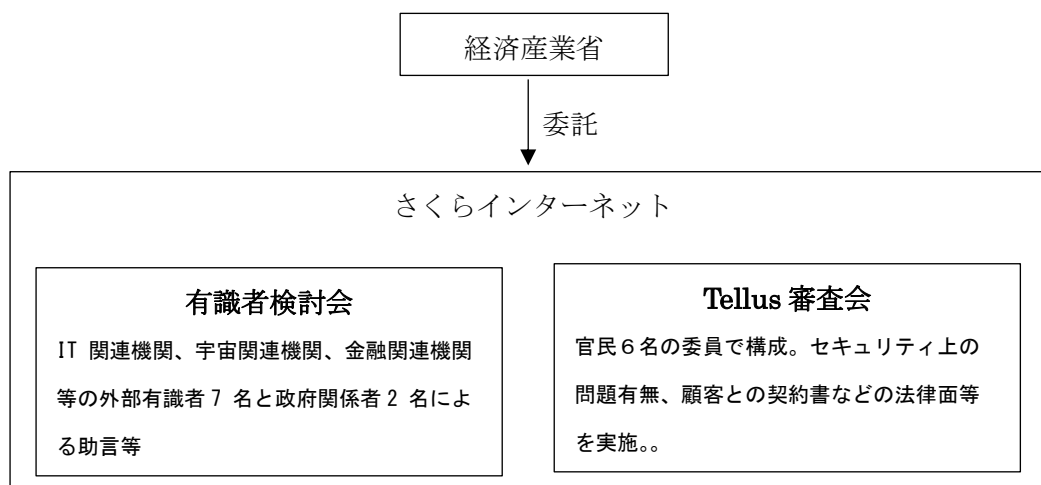 経済産業省
委託
さくらインターネット
有識者検討会
IT 関連機関、宇宙関連機関、金融関連機関
等の外部有識者 7 名と政府関係者 2 名によ
る助言等
Tellus 審査会
官民６名の委員で構成。セキュリティ上の
問題有無、顧客との契約書などの法律面等
を実施。。